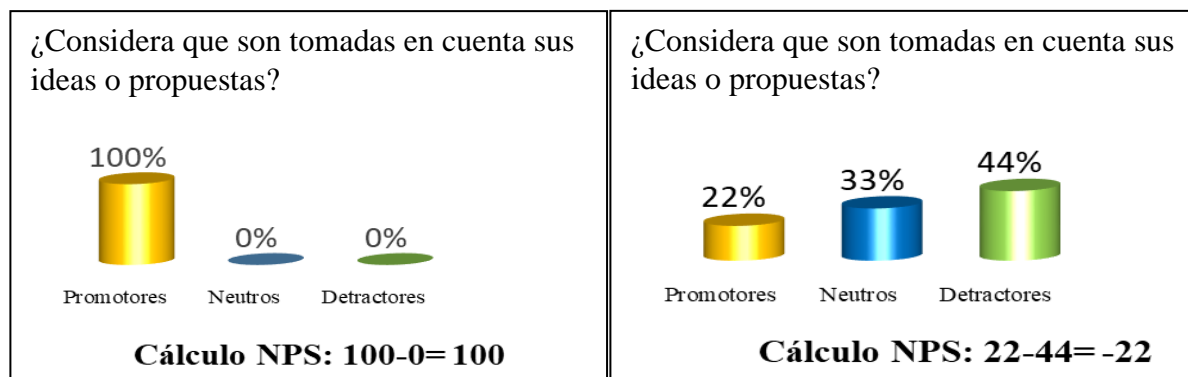 ¿Considera que son tomadas en cuenta sus
ideas o propuestas?
100%
0%
0%
Promotores
Neutros
Detractores
Cálculo NPS: 100-0= 100
¿Considera que son tomadas en cuenta sus
ideas o propuestas?
22%
33%
44%
Promotores
Neutros
Detractores
Cálculo NPS: 22-44= -22